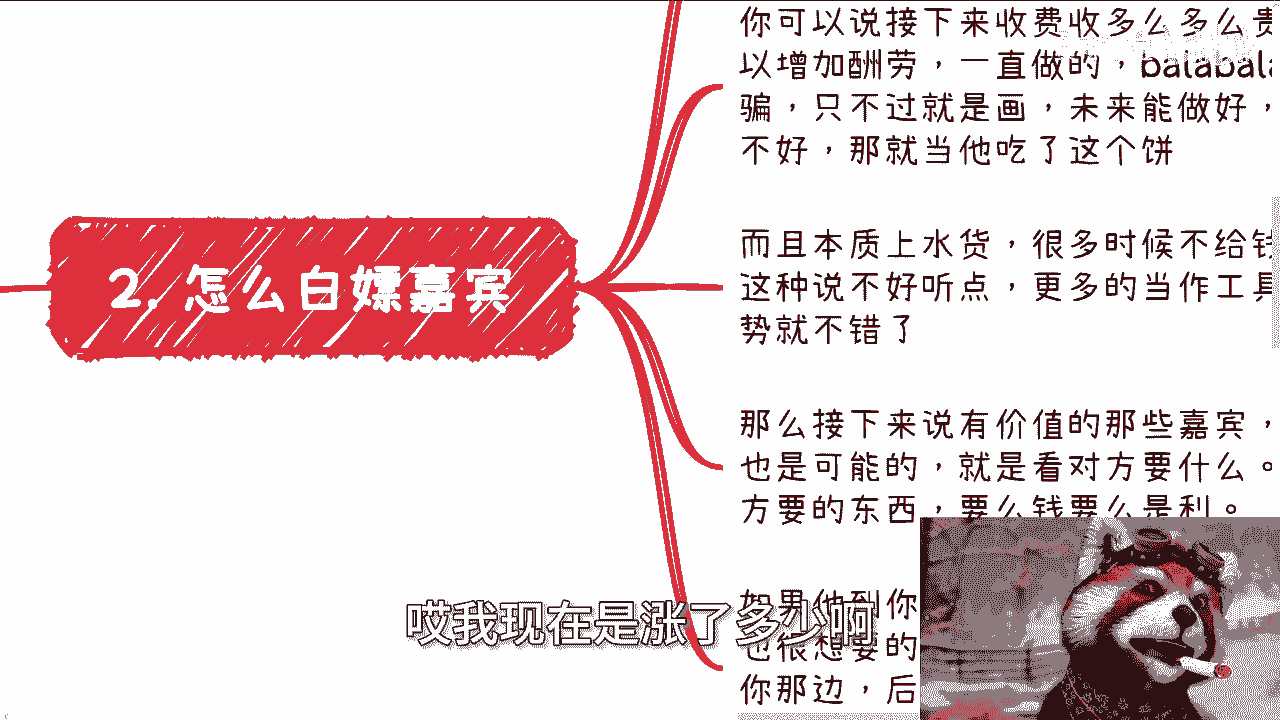 你可以说接下来收费收多么多么贵
以增加酬劳，一直做的，balabala
骗，只不过就是画，未来能做好，
不好，那就当他吃了这个饼
2. 怎么白嫖嘉宾
而且本质上水货，很多时候不给钱
这种说不好听点，更多的当作工具
势就不错了
那么接下来说有价值的那些嘉宾，
也是可能的，就是看对方要什么。
方要的东西，要么钱要么是利。
如果他到你
也很想要的
你那边，后
哎我现在是涨了多少啊